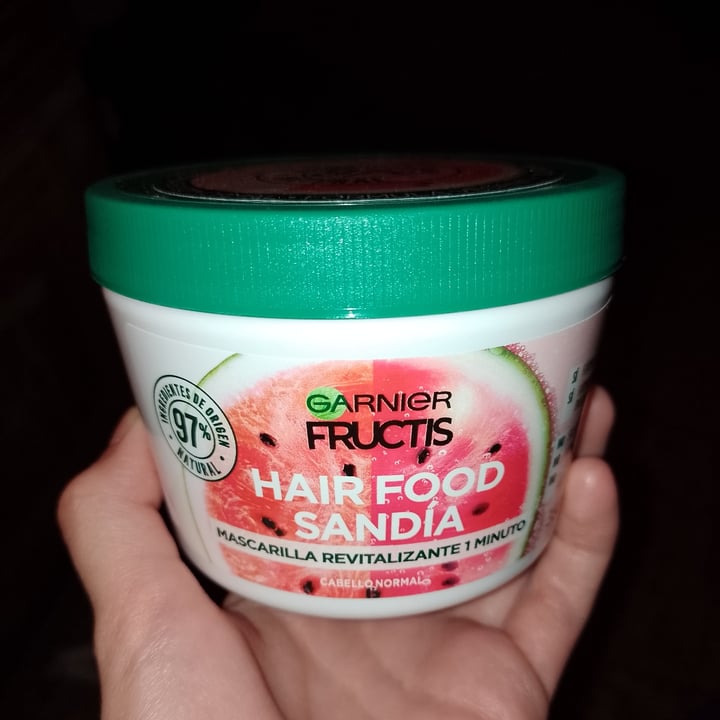 INGREDIENTES DE ORIGEN
97%
NATURAL
GARNIER
FRUCTIS
HAIR FOOD
SANDÍA
MASCARILLA REVITALIZANTE 1 MINUTO
CABELLO NORMAL